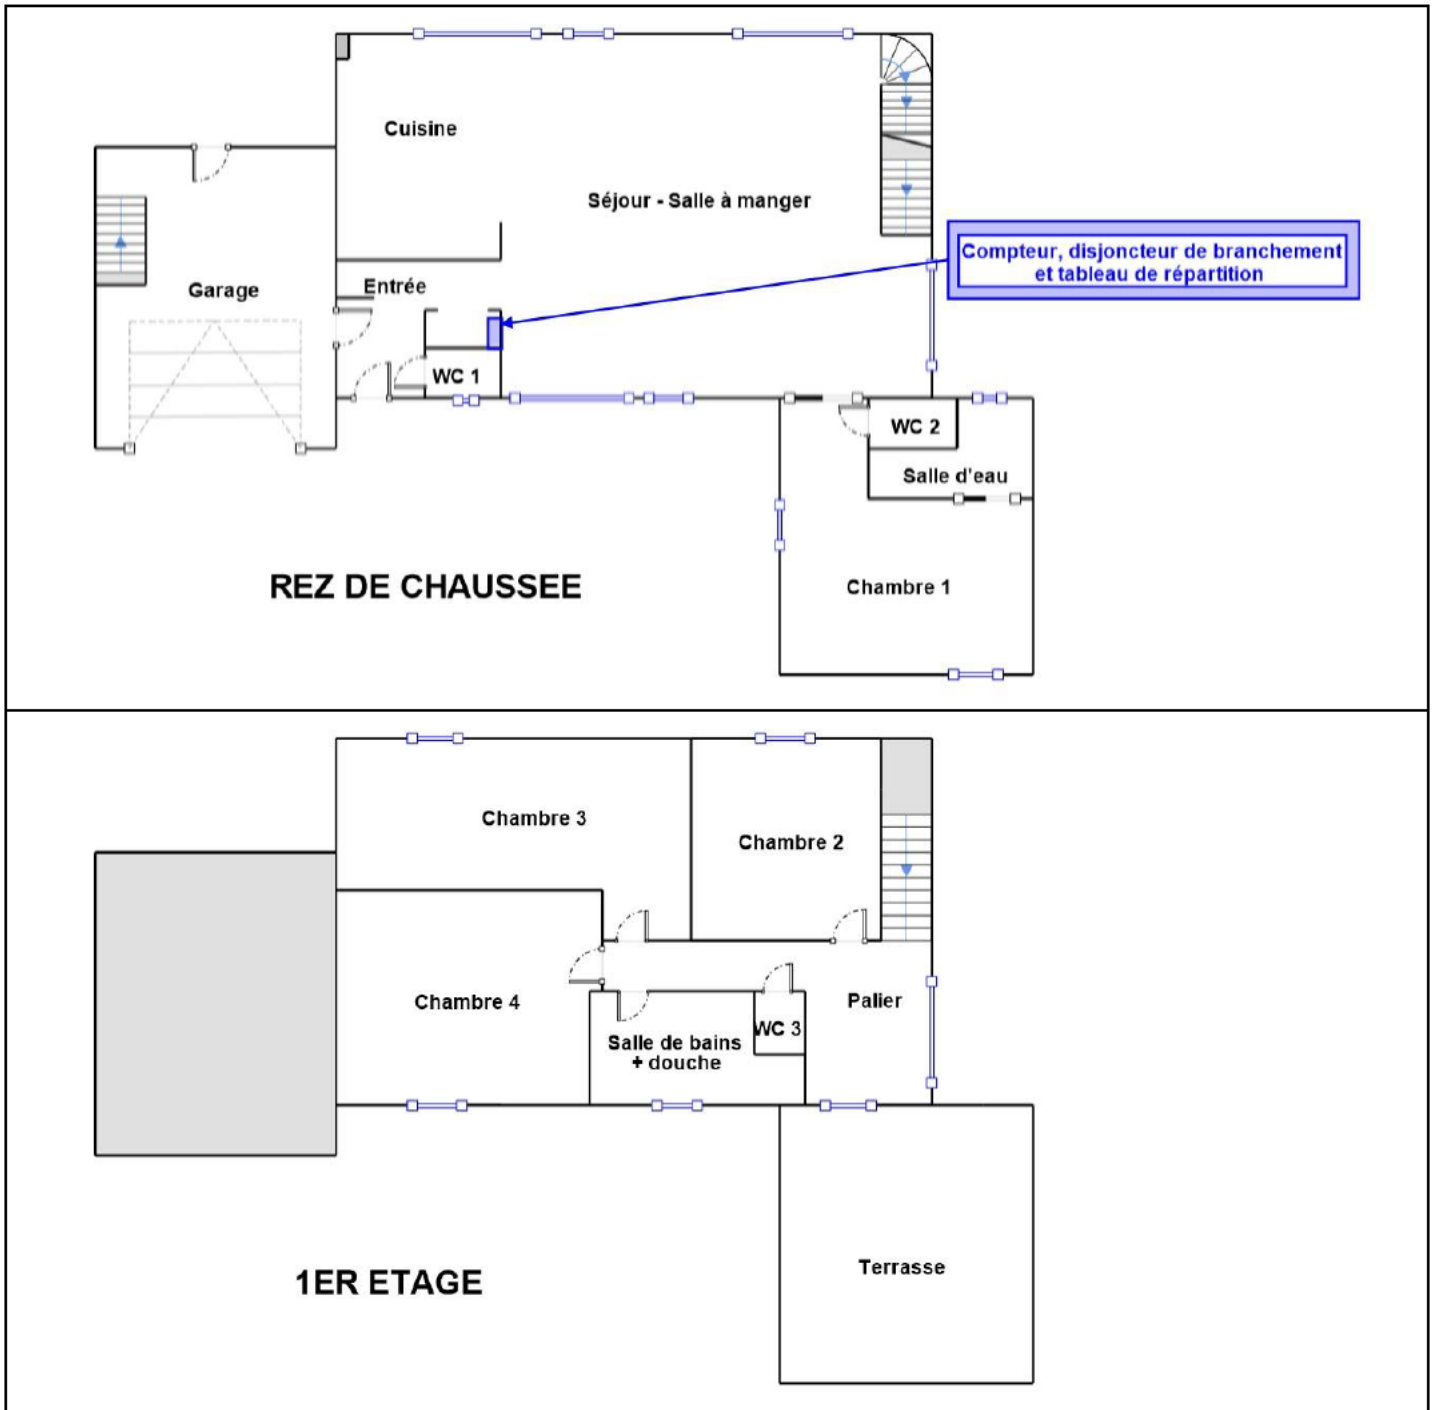 Cuisine
Séjour - Salle à manger
Compteur, disjoncteur de branchement
et tableau de répartition
Garage
Entrée
WC 1
WC 2
Salle d'eau
Chambre 1
REZ DE CHAUSSEE
Chambre 3
Chambre 2
Chambre 4
Palier
WC 3
Salle de bains
+ douche
Terrasse
1ER ETAGE